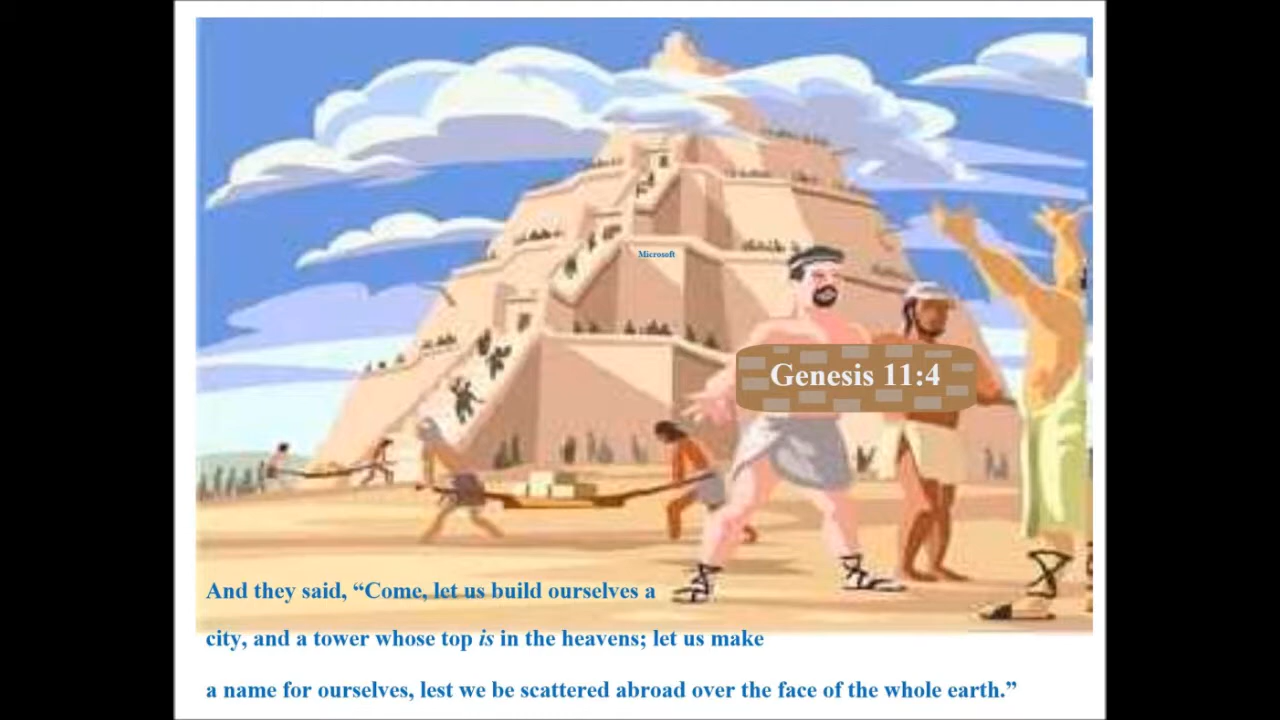 Microsoft
Genesis 11:4
And they said, “Come, let us build ourselves a
city, and a tower whose top is in the heavens; let us make
a name for ourselves, lest we be scattered abroad over the face of the whole earth.”